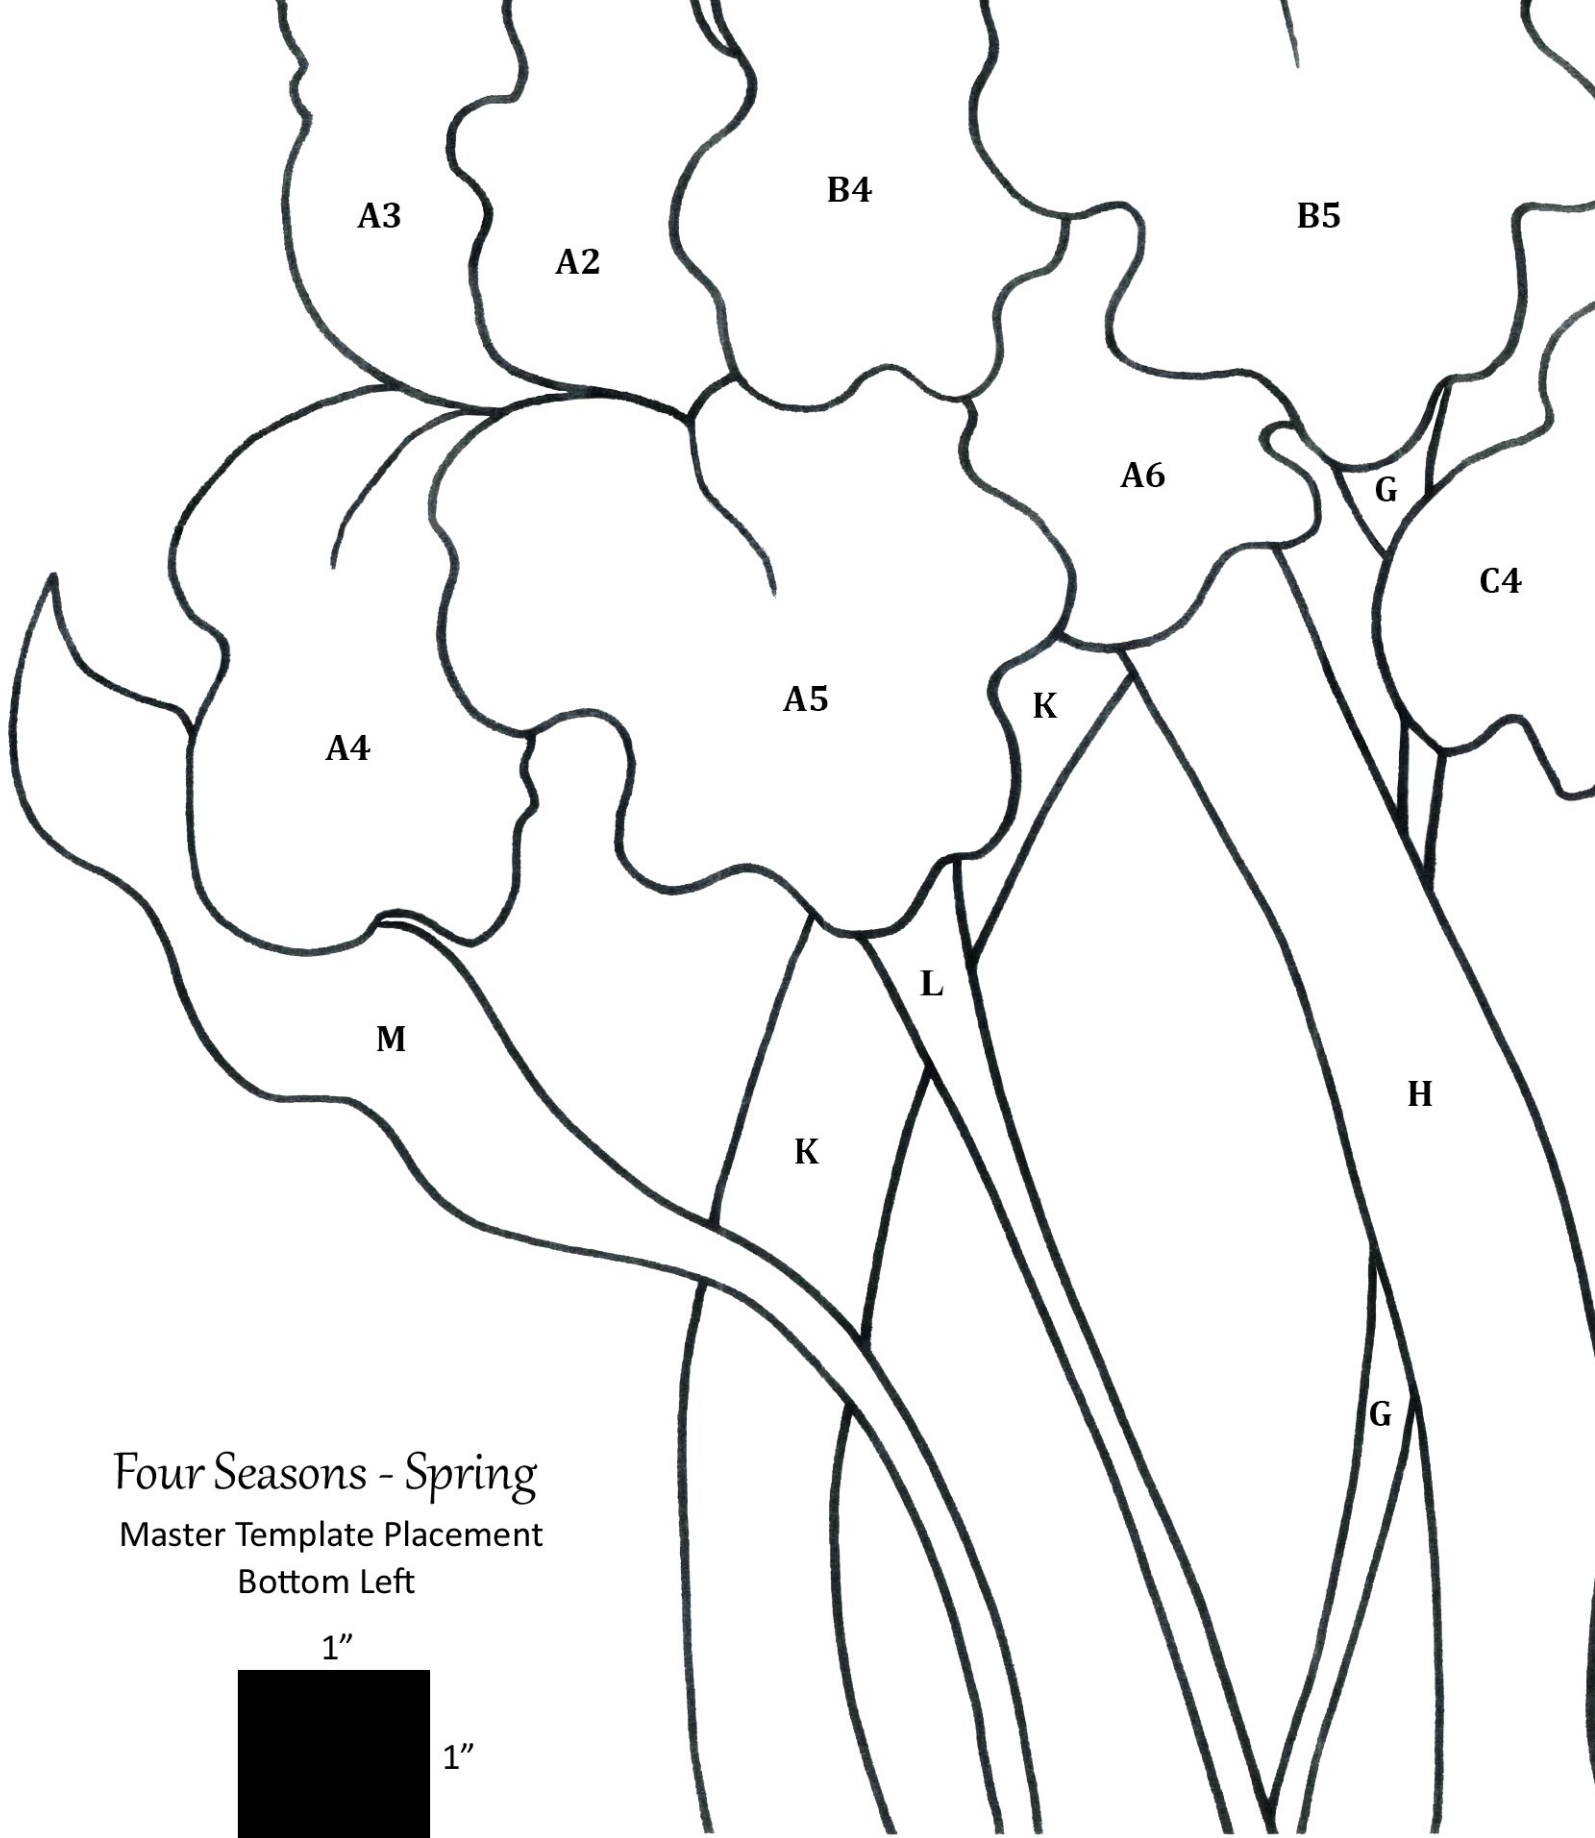 B4
A3
B5
A2
A6
G
C4
A5
K
A4
L
M
H
K
G
Four Seasons - Spring
Master Template Placement
Bottom Left
1”
1”